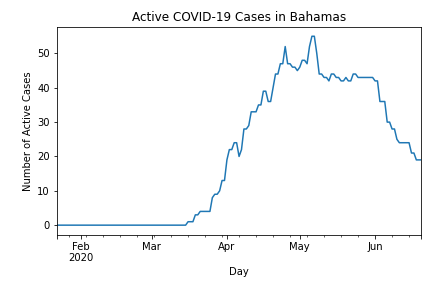 Active COVID-19 Cases in Bahamas
Number of Active Cases
50
40
30
20
10
0
Feb Mar Apr May Jun
2020
Day